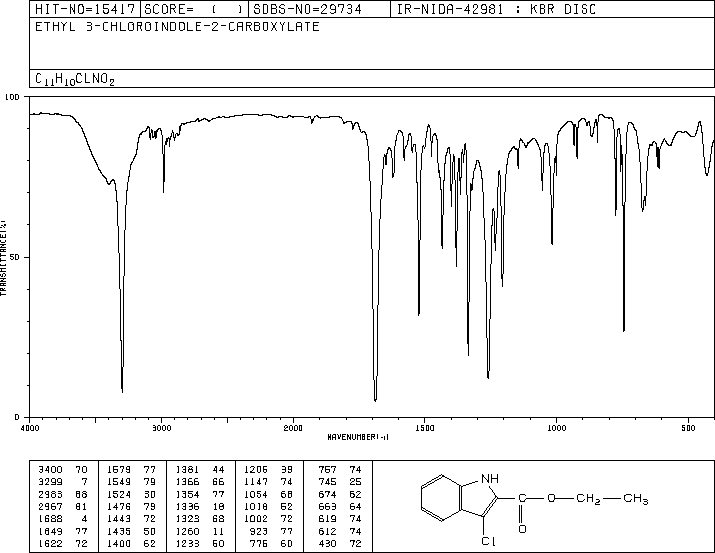 HIT-NO=15417 SCORE= ( ) SDBS-NO=29734 IR-NIDA-42981 : KBR DISC
ETHYL 3-CHLOROINDOLE-2-CARBOXYLATE
C11H10CLNO2
100
50
0
TRANSMITTANCE(%)
4000 3000 2000 1500 1000 500
WAVENUMBER(-1)
3400 70 1579 77 1381 44 1206 39 757 74
3299 7 1549 79 1366 66 1147 74 745 25
2983 68 1524 30 1354 77 1054 68 674 62
2967 81 1476 79 1336 18 1018 52 663 64
1688 4 1443 72 1323 68 1002 72 619 74
1649 77 1435 50 1260 11 923 77 612 74
1622 72 1400 62 1233 50 776 60 430 72
NH
C O CH2 CH3
O
Cl